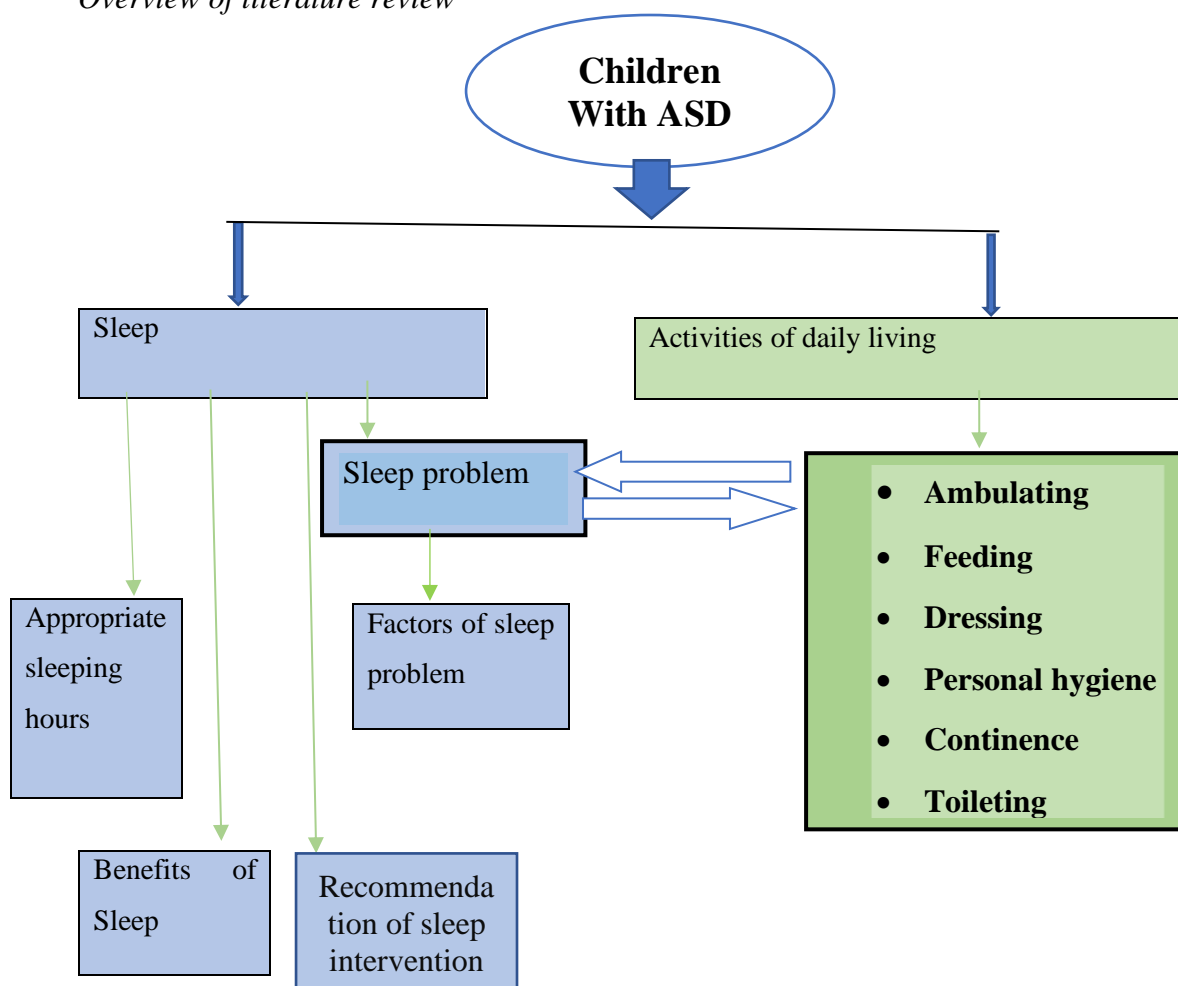 Overview of literature review
Children
With ASD
Sleep
Activities of daily living
Sleep problem
• Ambulating
• Feeding
• Dressing
• Personal hygiene
• Continence
• Toileting
Appropriate
sleeping
hours
Factors of sleep
problem
Benefits of
Sleep
Recommenda
tion of sleep
intervention